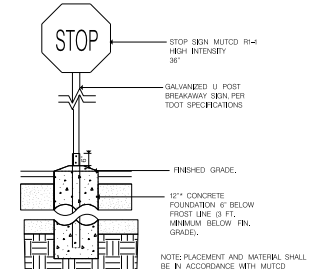 STOP
STOP SIGN MUTCD R1-1
HIGH INTENSITY
36"
GALVANIZED U POST
BREAKAWAY SIGN, PER
TDOT SPECIFICATIONS
6"
FINISHED GRADE.
12"* CONCRETE
FOUNDATION 6" BELOW
FROST LINE (3 FT.
MINIMUM BELOW FIN.
GRADE).
NOTE: PLACEMENT AND MATERIAL SHALL
BE IN ACCORDANCE WITH MUTCD